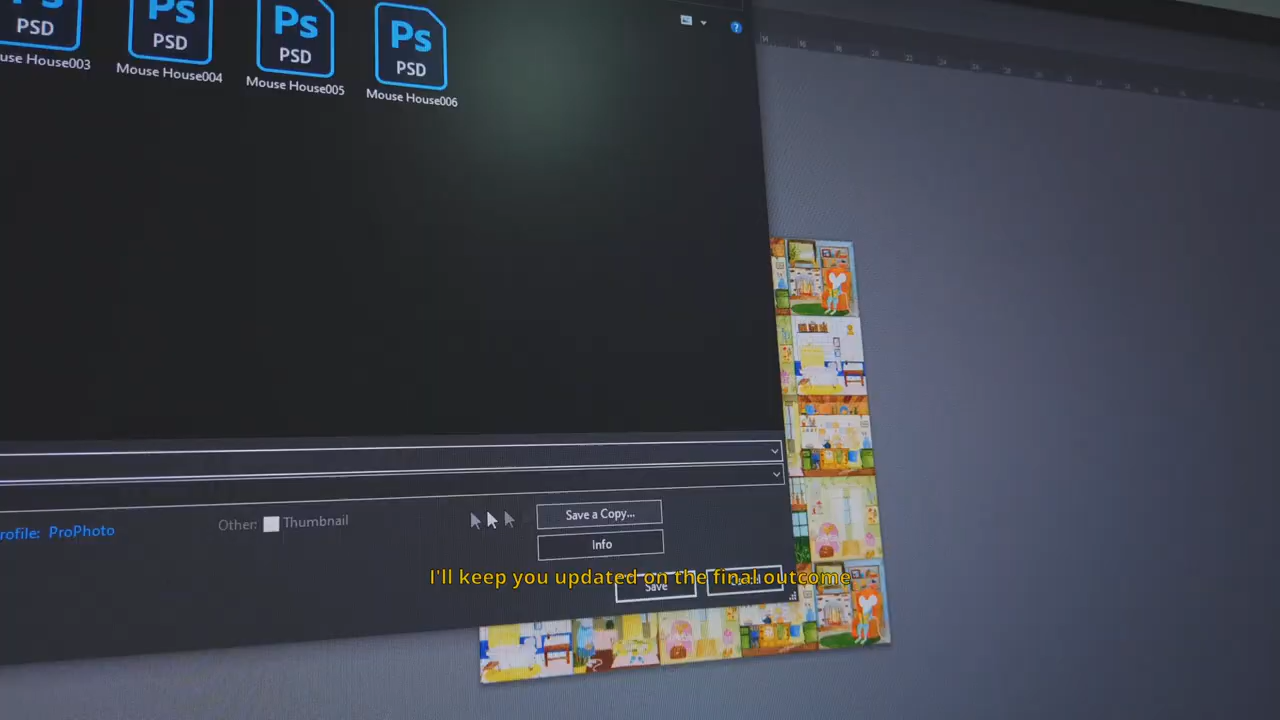 Ps
Ps
Ps
PSD
PSD
PSD
PSD
use House003
Mouse House004
Mouse House005
Mouse House006
rofile: ProPhoto
Other:
Thumbnail
Save a Copy...
Info
Save
I'll keep you updated on the final outcome